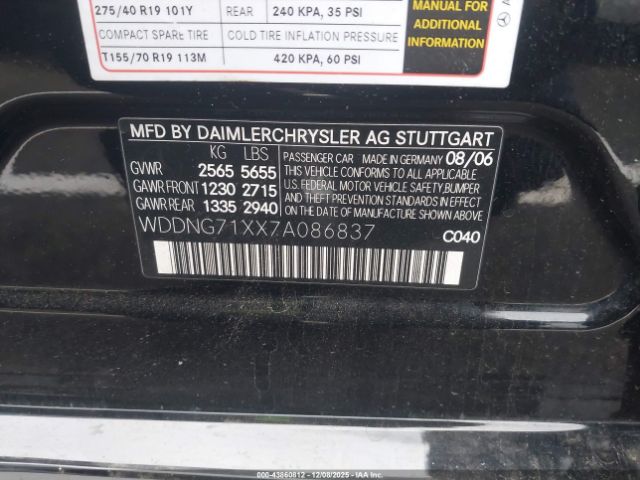 275/40 R19 101Y REAR 240 KPA, 35 PSI
COMPACT SPARE TIRE COLD TIRE INFLATION PRESSURE
T155/70 R19 113M 420 KPA, 60 PSI
MANUAL FOR
ADDITIONAL
INFORMATION
MFD BY DAIMLERCHRYSLER AG STUTTGART
KG LBS
GVWR 2565 5655
GAWR FRONT 1230 2715
GAWR REAR 1335 2940
PASSENGER CAR MADE IN GERMANY 08/06
THIS VEHICLE CONFORMS TO ALL APPLICABLE
U.S. FEDERAL MOTOR VEHICLE SAFETY, BUMPER
AND THEFT PREVENTION STANDARDS IN EFFECT
ON THE DATE OF MANUFACTURE SHOWN ABOVE.
WDDNG71XX7A086837
C040
000-43860612 - 12/08/2025 - IAAI.COM